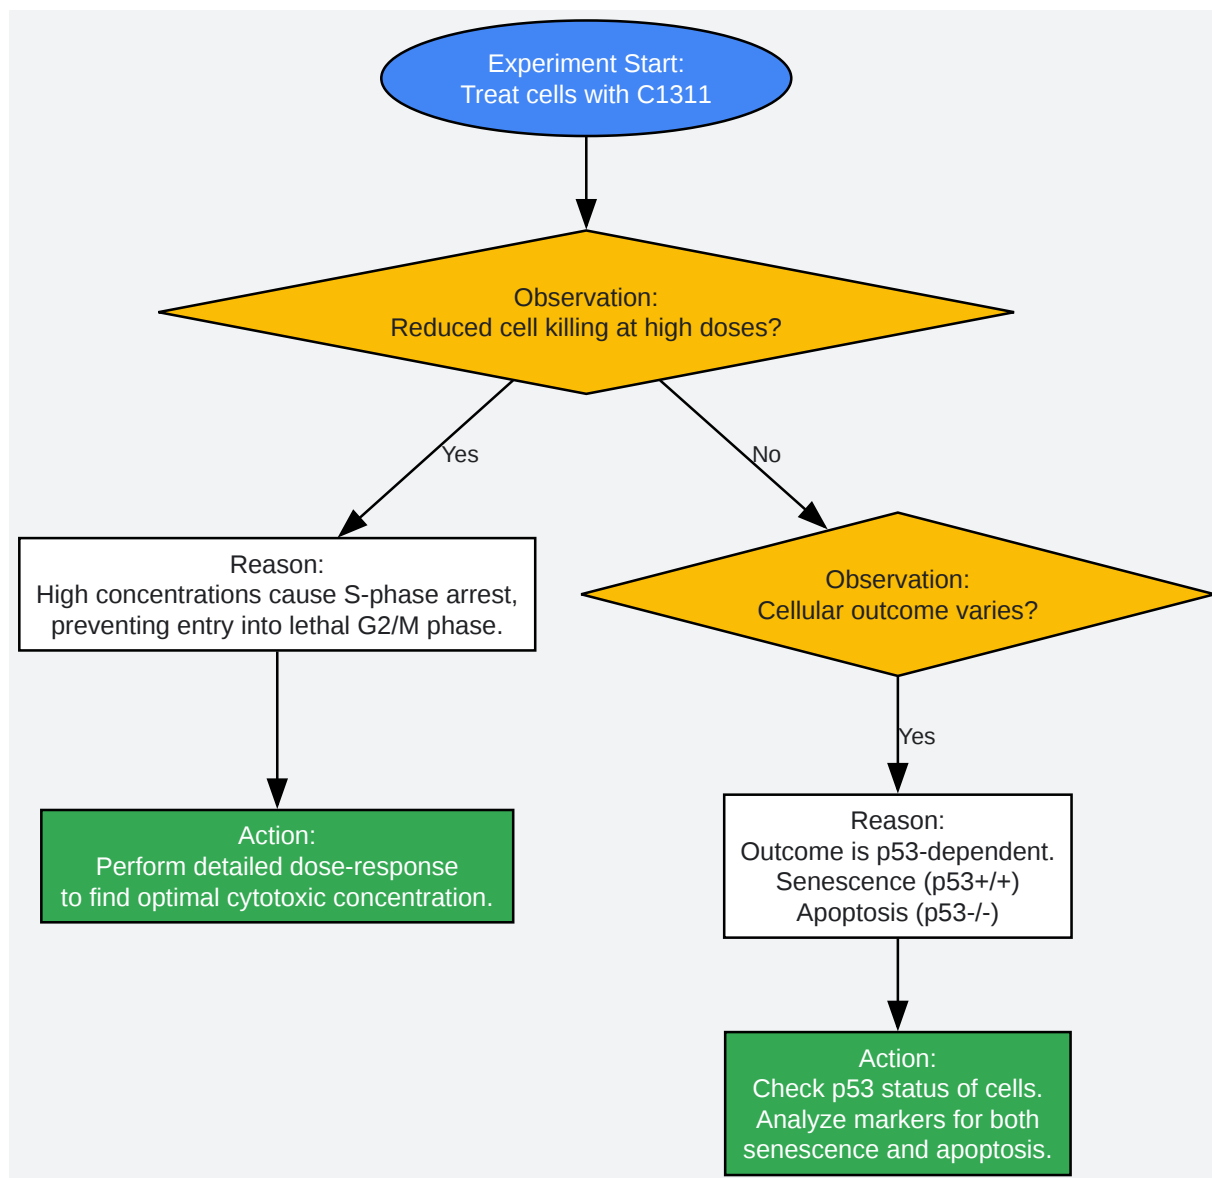 Experiment Start:
Treat cells with C1311
Observation:
Reduced cell killing at high doses?
Yes
No
Reason:
High concentrations cause S-phase arrest,
preventing entry into lethal G2/M phase.
Observation:
Cellular outcome varies?
Yes
Action:
Perform detailed dose-response
to find optimal cytotoxic concentration.
Reason:
Outcome is p53-dependent.
Senescence (p53+/+)
Apoptosis (p53-/-)
Action:
Check p53 status of cells.
Analyze markers for both
senescence and apoptosis.